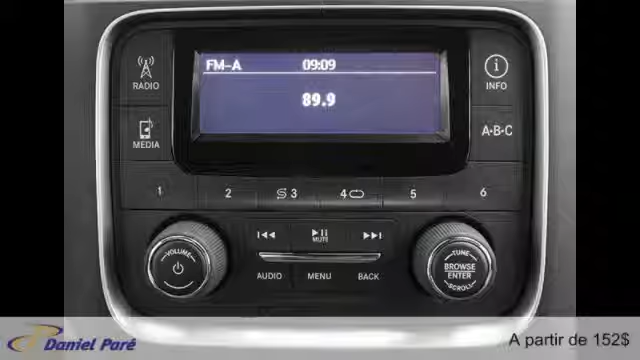 FM-A 09:09
89.9
RADIO
MEDIA
INFO
A·B·C
1 2 3 4 5 6
MUTE
AUDIO MENU BACK
VOLUME
TUNE
BROWSE
ENTER
SCROLL
Daniel Paré
A partir de 152$